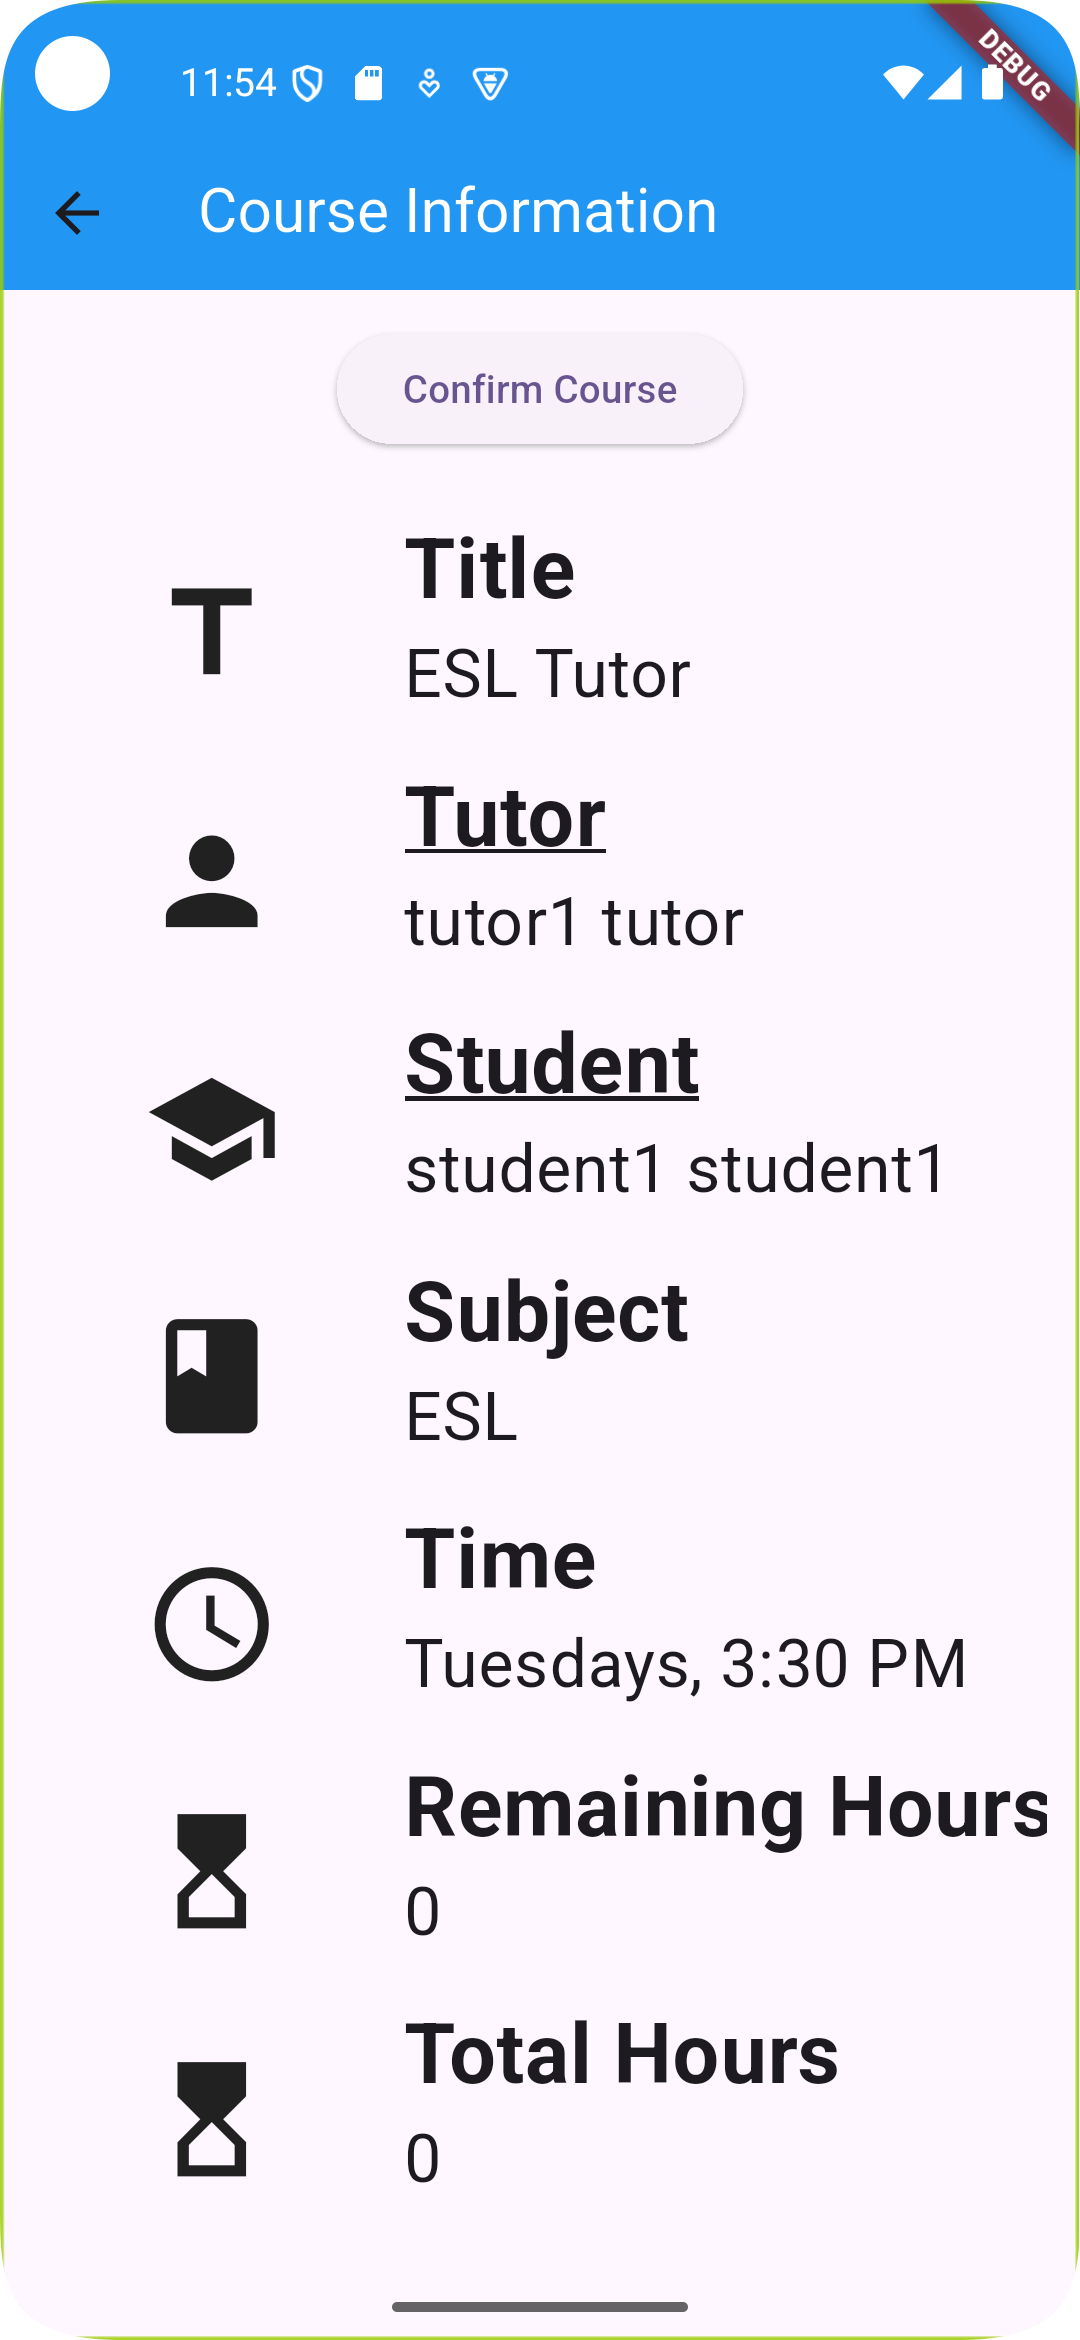 11:54
DEBUG
Course Information
Confirm Course
Title
ESL Tutor
Tutor
tutor1 tutor
Student
student1 student1
Subject
ESL
Time
Tuesdays, 3:30 PM
Remaining Hours
0
Total Hours
0